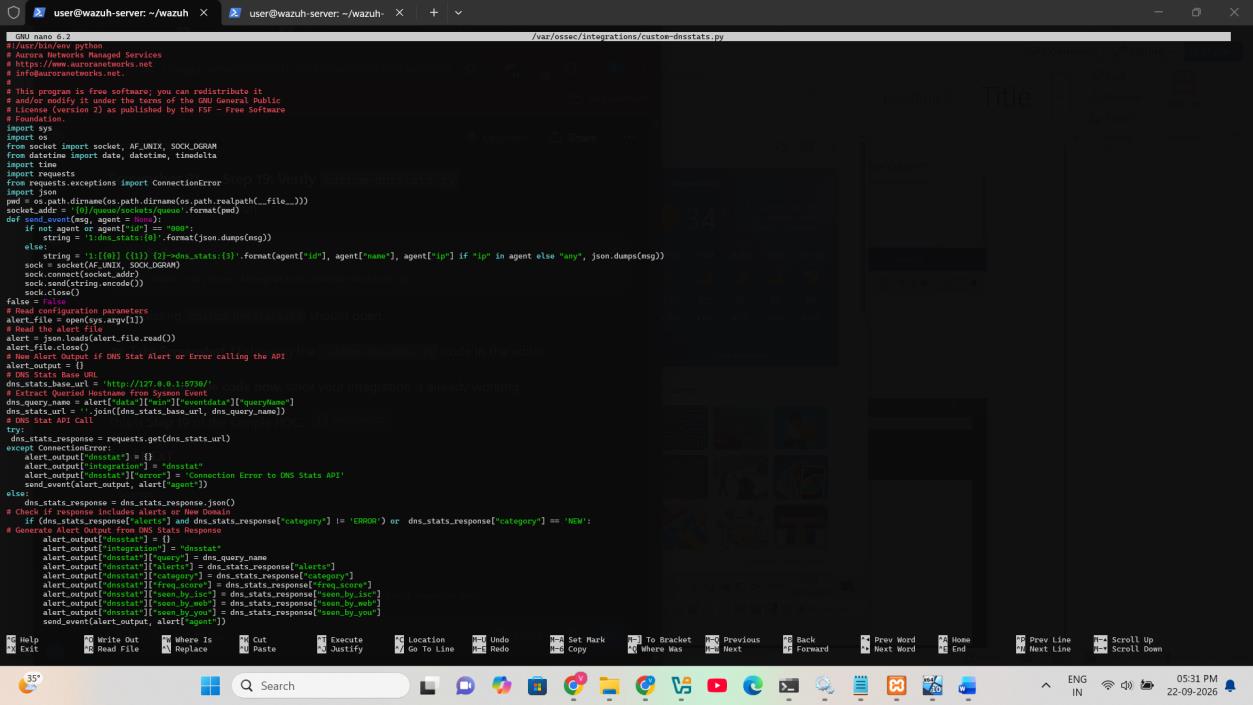 user@wazuh-server: ~/wazuh
user@wazuh-server: ~/wazuh-
GNU nano 6.2 /var/ossec/integrations/custom-dnsstats.py
#!/usr/bin/env python
# Aurora Networks Managed Services
# https://www.auroranetworks.net
# info@auroranetworks.net.
#
# This program is free software; you can redistribute it
# and/or modify it under the terms of the GNU General Public
# License (version 2) as published by the FSF - Free Software
# Foundation.
import sys
import os
from socket import socket, AF_UNIX, SOCK_DGRAM
from datetime import date, datetime, timedelta
import time
import requests
from requests.exceptions import ConnectionError
import json
pwd = os.path.dirname(os.path.dirname(os.path.realpath(__file__)))
socket_addr = '{0}/queue/sockets/queue'.format(pwd)
def send_event(msg, agent = None):
    if not agent or agent["id"] == "000":
        string = '1:dns_stats:{0}'.format(json.dumps(msg))
    else:
        string = '1:[{0}] ({1}) {2}->dns_stats:{3}'.format(agent["id"], agent["name"], agent["ip"] if "ip" in agent else "any", json.dumps(msg))
    sock = socket(AF_UNIX, SOCK_DGRAM)
    sock.connect(socket_addr)
    sock.send(string.encode())
    sock.close()
false = False
# Read configuration parameters
alert_file = open(sys.argv[1])
# Read the alert file
alert = json.loads(alert_file.read())
alert_file.close()
# New Alert Output if DNS Stat Alert or Error calling the API
alert_output = {}
# DNS Stats Base URL
dns_stats_base_url = 'http://127.0.0.1:5730/'
# Extract Queried Hostname from Sysmon Event
dns_query_name = alert["data"]["win"]["eventdata"]["queryName"]
dns_stats_url = ''.join([dns_stats_base_url, dns_query_name])
# DNS Stat API Call
try:
 dns_stats_response = requests.get(dns_stats_url)
except ConnectionError:
    alert_output["dnsstat"] = {}
    alert_output["integration"] = "dnsstat"
    alert_output["dnsstat"]["error"] = 'Connection Error to DNS Stats API'
    send_event(alert_output, alert["agent"])
else:
    dns_stats_response = dns_stats_response.json()
# Check if response includes alerts or New Domain
    if (dns_stats_response["alerts"] and dns_stats_response["category"] != 'ERROR') or  dns_stats_response["category"] == 'NEW':
# Generate Alert Output from DNS Stats Response
        alert_output["dnsstat"] = {}
        alert_output["integration"] = "dnsstat"
        alert_output["dnsstat"]["query"] = dns_query_name
        alert_output["dnsstat"]["alerts"] = dns_stats_response["alerts"]
        alert_output["dnsstat"]["category"] = dns_stats_response["category"]
        alert_output["dnsstat"]["freq_score"] = dns_stats_response["freq_score"]
        alert_output["dnsstat"]["seen_by_isc"] = dns_stats_response["seen_by_isc"]
        alert_output["dnsstat"]["seen_by_web"] = dns_stats_response["seen_by_web"]
        alert_output["dnsstat"]["seen_by_you"] = dns_stats_response["seen_by_you"]
        send_event(alert_output, alert["agent"])
^G Help ^O Write Out ^W Where Is ^K Cut ^T Execute ^C Location M-U Undo M-A Set Mark M-] To Bracket M-Q Previous ^B Back ^◂ Prev Word ^A Home ^P Prev Line M-▴ Scroll Up
^X Exit ^R Read File ^\ Replace ^U Paste ^J Justify ^/ Go To Line M-E Redo M-6 Copy ^Q Where Was M-W Next ^F Forward ^▸ Next Word ^E End ^N Next Line M-▾ Scroll Down
35°
Search
ENG
IN
05:31 PM
22-09-2026